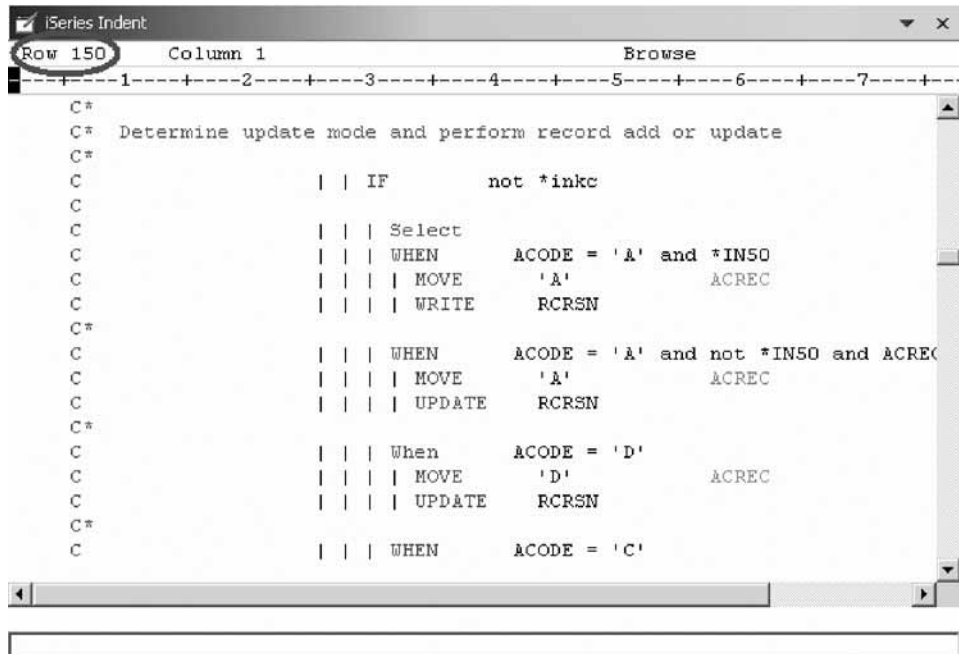 iSeries Indent
Row 150 Column 1 Browse
---+----1----+----2----+----3----+----4----+----5----+----6----+----7----+--
C*
C* Determine update mode and perform record add or update
C*
C | | IF not *inkc
C
C | | | Select
C | | | WHEN ACODE = 'A' and *IN50
C | | | | MOVE 'A' ACREC
C | | | | WRITE RCRSN
C*
C | | | WHEN ACODE = 'A' and not *IN50 and ACREC
C | | | | MOVE 'A' ACREC
C | | | | UPDATE RCRSN
C*
C | | | When ACODE = 'D'
C | | | | MOVE 'D' ACREC
C | | | | UPDATE RCRSN
C*
C | | | WHEN ACODE = 'C'